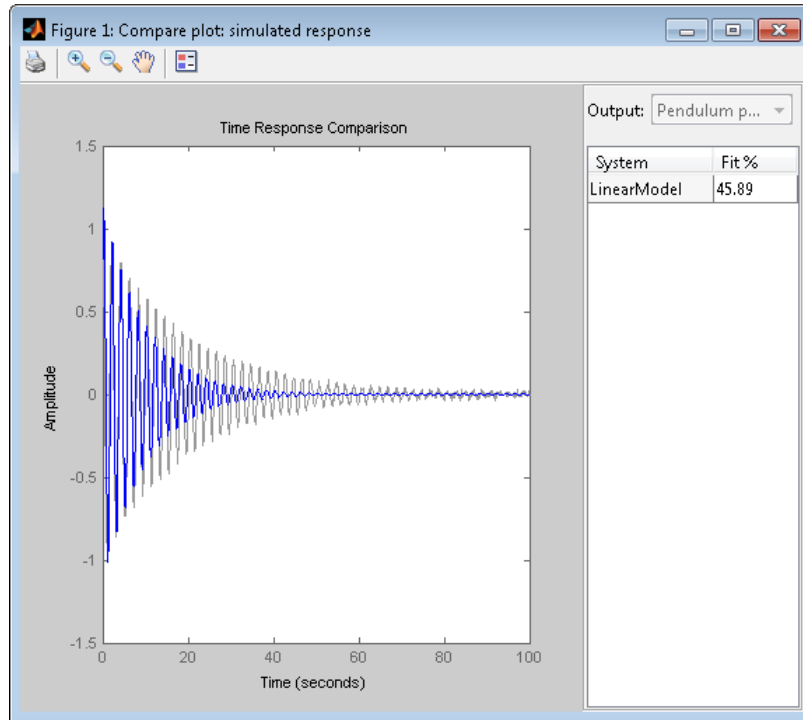 Figure 1: Compare plot: simulated response
Time Response Comparison
Amplitude
1.5
1
0.5
0
-0.5
-1
-1.5
0 20 40 60 80 100
Time (seconds)
Output: Pendulum p...
System Fit %
LinearModel 45.89